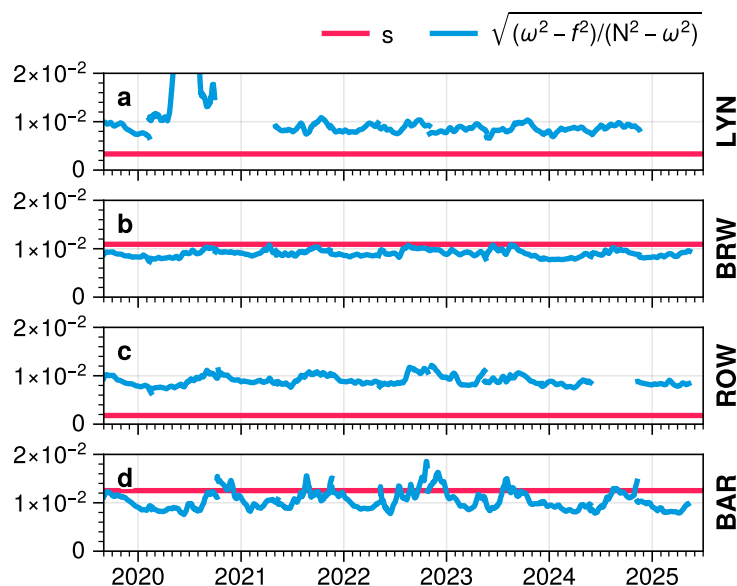 s √(ω² – f²)/(N² – ω²)
2×10⁻²
a
1×10⁻²
0
LYN
2×10⁻²
b
1×10⁻²
0
BRW
2×10⁻²
c
1×10⁻²
0
ROW
2×10⁻²
d
1×10⁻²
0
BAR
2020 2021 2022 2023 2024 2025